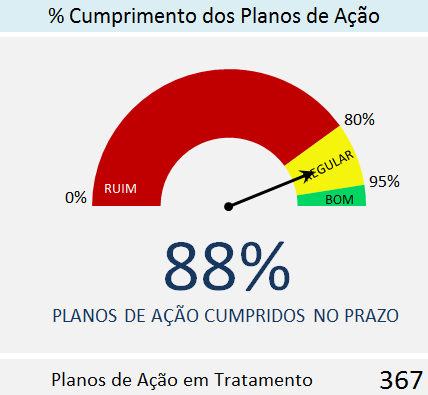 % Cumprimento dos Planos de Ação
80%
REGULAR
95%
0%
RUIM
BOM
88%
PLANOS DE AÇÃO CUMPRIDOS NO PRAZO
Planos de Ação em Tratamento 367